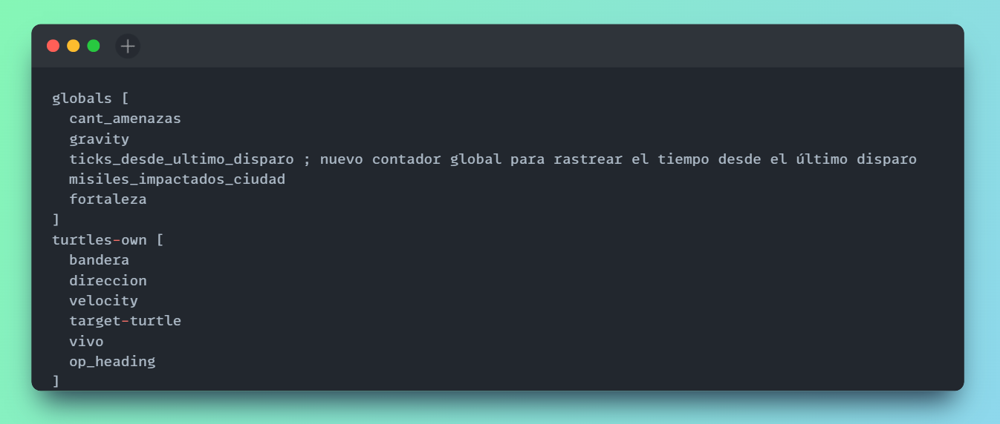 globals [
  cant_amenazas
  gravity
  ticks_desde_ultimo_disparo ; nuevo contador global para rastrear el tiempo desde el último disparo
  misiles_impactados_ciudad
  fortaleza
]
turtles-own [
  bandera
  direccion
  velocity
  target-turtle
  vivo
  op_heading
]